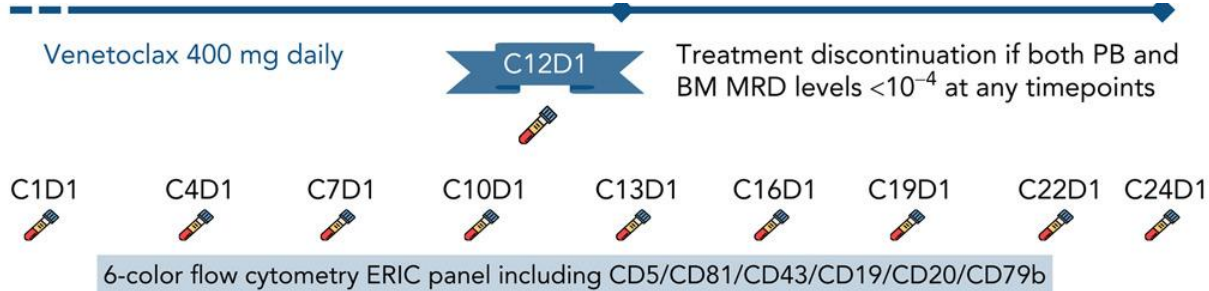 Venetoclax 400 mg daily
C12D1
Treatment discontinuation if both PB and
BM MRD levels <10⁻⁴ at any timepoints
C1D1 C4D1 C7D1 C10D1 C13D1 C16D1 C19D1 C22D1 C24D1
6-color flow cytometry ERIC panel including CD5/CD81/CD43/CD19/CD20/CD79b